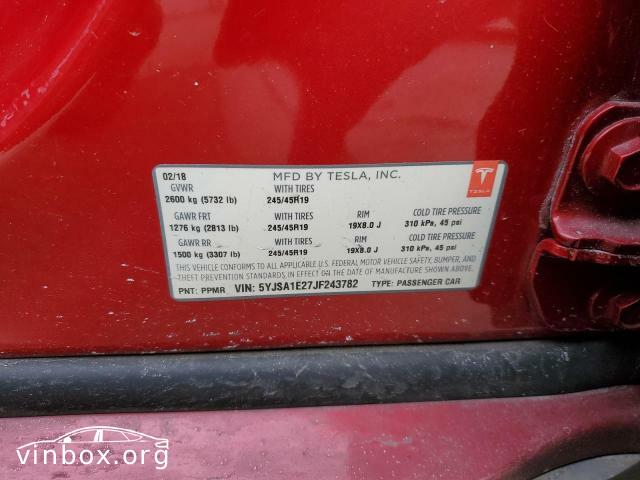 02/18 MFD BY TESLA, INC.
GVWR WITH TIRES
2600 kg (5732 lb) 245/45R19
TESLA
GAWR FRT WITH TIRES RIM COLD TIRE PRESSURE
1276 kg (2813 lb) 245/45R19 19X8.0 J 310 kPa, 45 psi
GAWR RR WITH TIRES RIM COLD TIRE PRESSURE
1500 kg (3307 lb) 245/45R19 19X8.0 J 310 kPa, 45 psi
THIS VEHICLE CONFORMS TO ALL APPLICABLE U.S. FEDERAL MOTOR VEHICLE SAFETY, BUMPER, AND
THEFT PREVENTION STANDARDS IN EFFECT ON THE DATE OF MANUFACTURE SHOWN ABOVE.
PNT: PPMR VIN: 5YJSA1E27JF243782 TYPE: PASSENGER CAR
vinbox.org